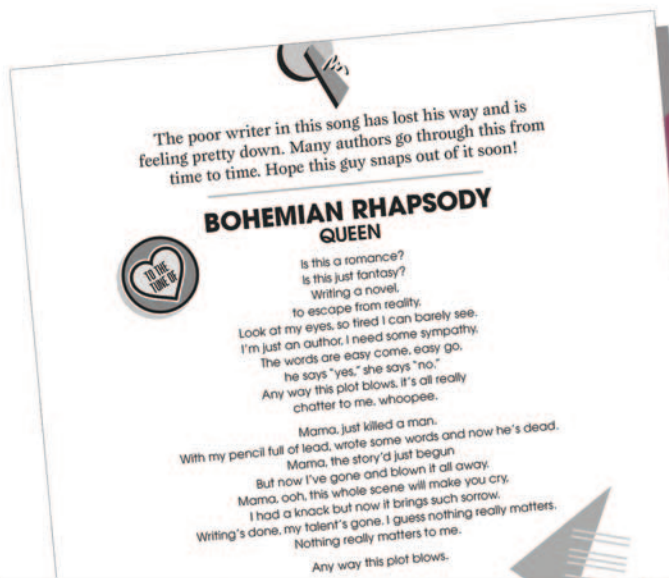 The poor writer in this song has lost his way and is
feeling pretty down. Many authors go through this from
time to time. Hope this guy snaps out of it soon!
BOHEMIAN RHAPSODY
QUEEN
TO THE
TUNE OF
Is this a romance?
Is this just fantasy?
Writing a novel,
to escape from reality.
Look at my eyes, so tired I can barely see.
I'm just an author, I need some sympathy,
The words are easy come, easy go,
he says "yes," she says "no."
Any way this plot blows, it's all really
chatter to me, whoopee.
Mama, just killed a man.
With my pencil full of lead, wrote some words and now he's dead.
Mama, the story'd just begun
But now I've gone and blown it all away.
Mama, ooh, this whole scene will make you cry,
I had a knack but now it brings such sorrow.
Writing's done, my talent's gone. I guess nothing really matters.
Nothing really matters to me.
Any way this plot blows.